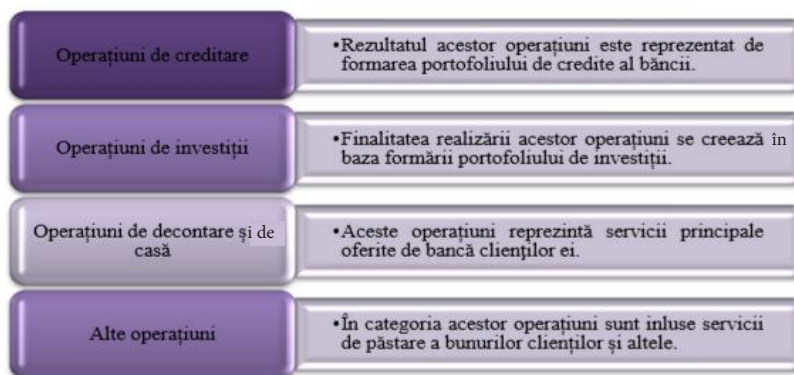 Operațiuni de creditare
•Rezultatul acestor operațiuni este reprezentat de
formarea portofoliului de credite al băncii.
Operațiuni de investiții
•Finalitatea realizării acestor operațiuni se creează în
baza formării portofoliului de investiții.
Operațiuni de decontare și de
casă
•Aceste operațiuni reprezintă servicii principale
oferite de bancă clienților ei.
Alte operațiuni
•În categoria acestor operațiuni sunt inluse servicii
de păstare a bunurilor clienților și altele.